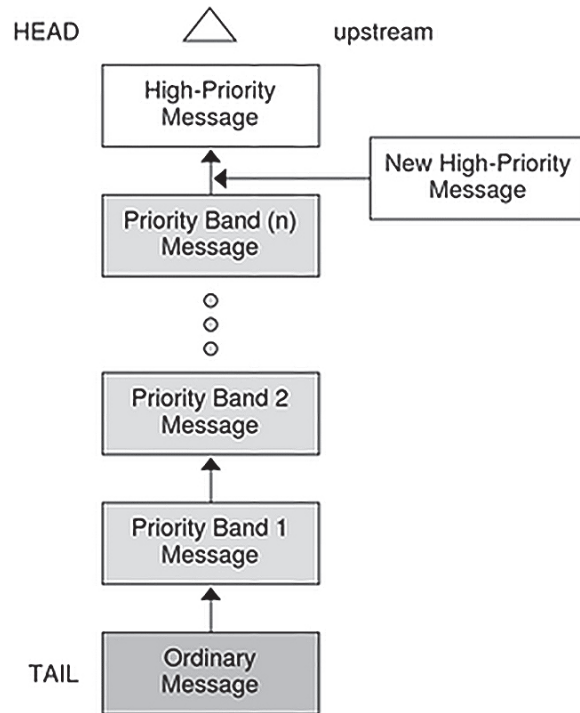 HEAD
upstream
High-Priority
Message
New High-Priority
Message
Priority Band (n)
Message
Priority Band 2
Message
Priority Band 1
Message
TAIL
Ordinary
Message